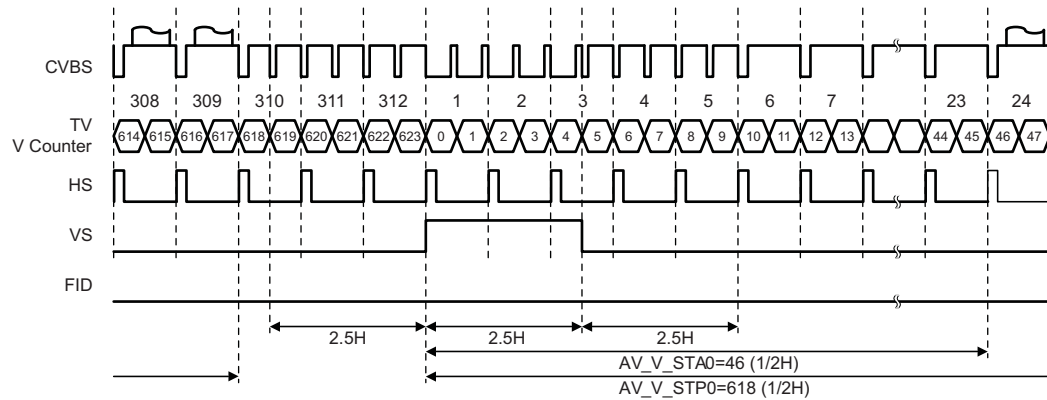 CVBS
308 309 310 311 312 1 2 3 4 5 6 7 23 24
TV
V Counter
614 615 616 617 618 619 620 621 622 623 0 1 2 3 4 5 6 7 8 9 10 11 12 13 44 45 46 47
HS
VS
FID
2.5H 2.5H 2.5H
AV_V_STA0=46 (1/2H)
AV_V_STP0=618 (1/2H)